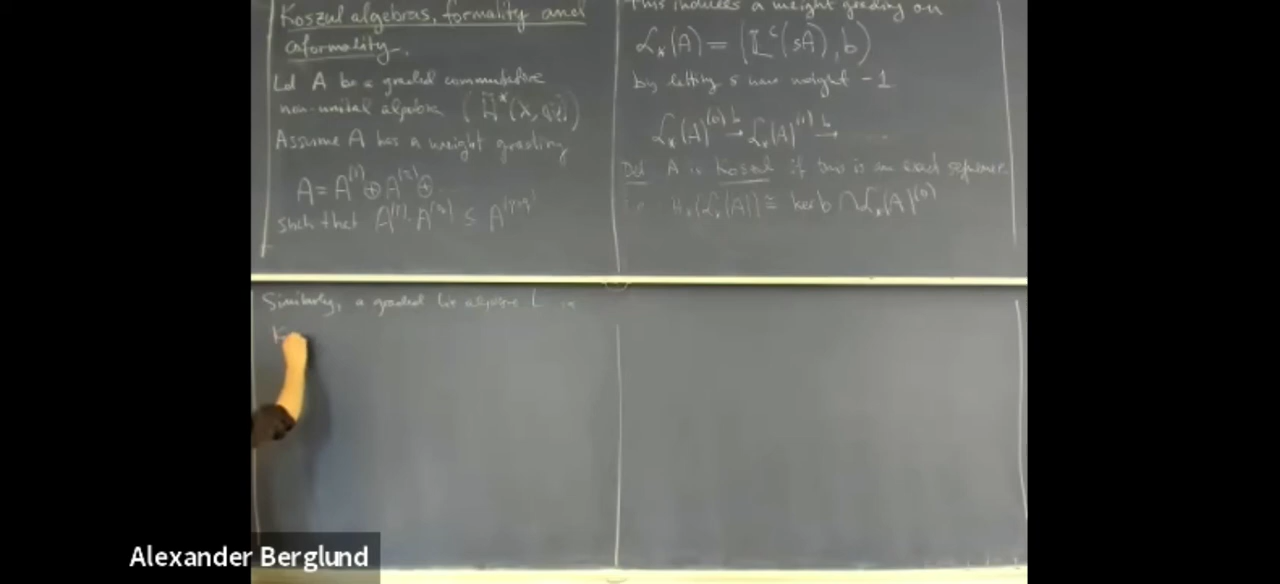 Koszul algebras, formality and
coformality.
Let A be a graded commutative
non-unital algebra ( H̃*(X, Q) )
Assume A has a weight grading
A = A^(1) ⊕ A^(2) ⊕
such that A^(p) · A^(q) ⊆ A^(p+q)
This induces a weight grading on
ℒ_*(A) = (𝕃^c(sA), b)
by letting s have weight -1
ℒ_*(A)^(0) →b ℒ_*(A)^(1) →b ...
Def A is Koszul if this is an exact sequence
i.e. H_*(ℒ_*(A)) ≅ ker b ∩ ℒ_*(A)^(0)
Similarly, a graded Lie algebra L is
K
Alexander Berglund